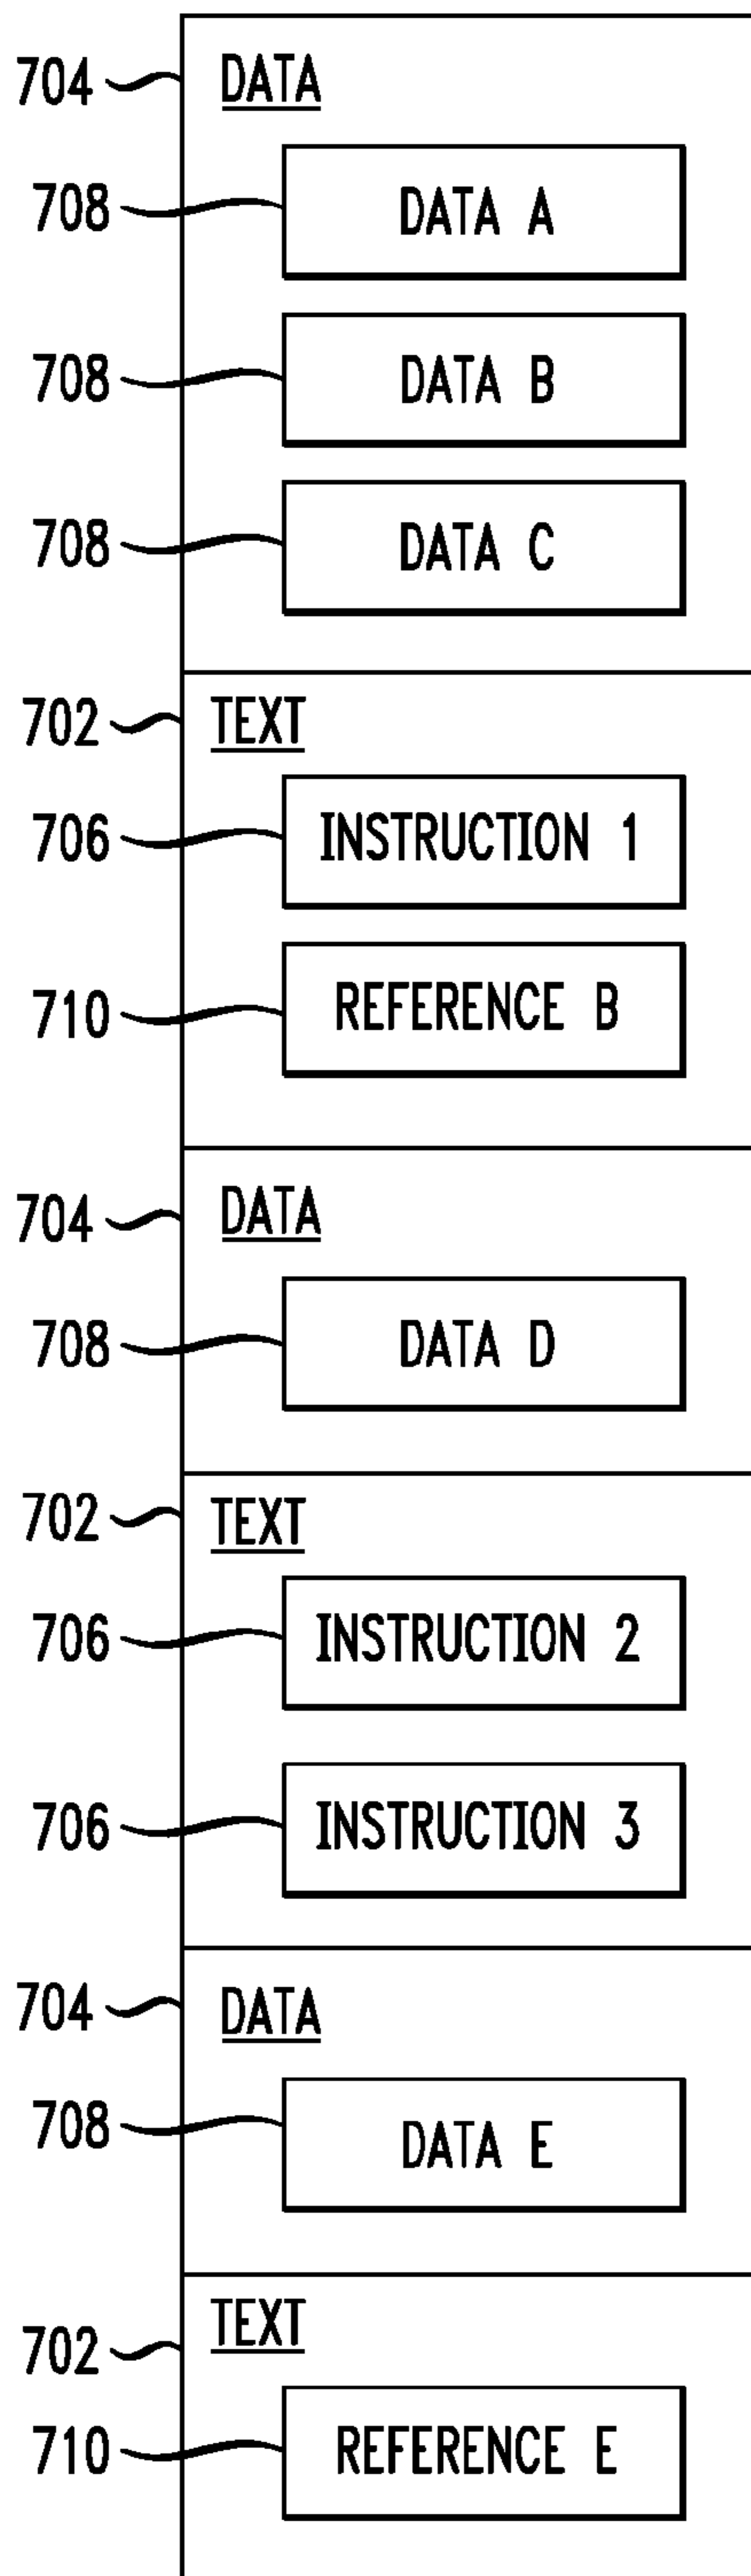 704 DATA
708 DATA A
708 DATA B
708 DATA C
702 TEXT
706 INSTRUCTION 1
710 REFERENCE B
704 DATA
708 DATA D
702 TEXT
706 INSTRUCTION 2
706 INSTRUCTION 3
704 DATA
708 DATA E
702 TEXT
710 REFERENCE E